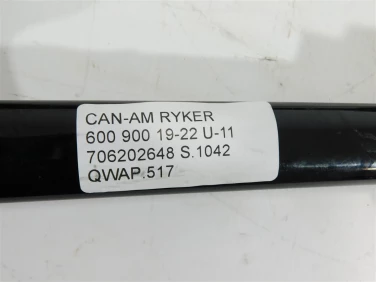 CAN-AM RYKER
600 900 19-22 U-11
706202648 S.1042
QWAP.517